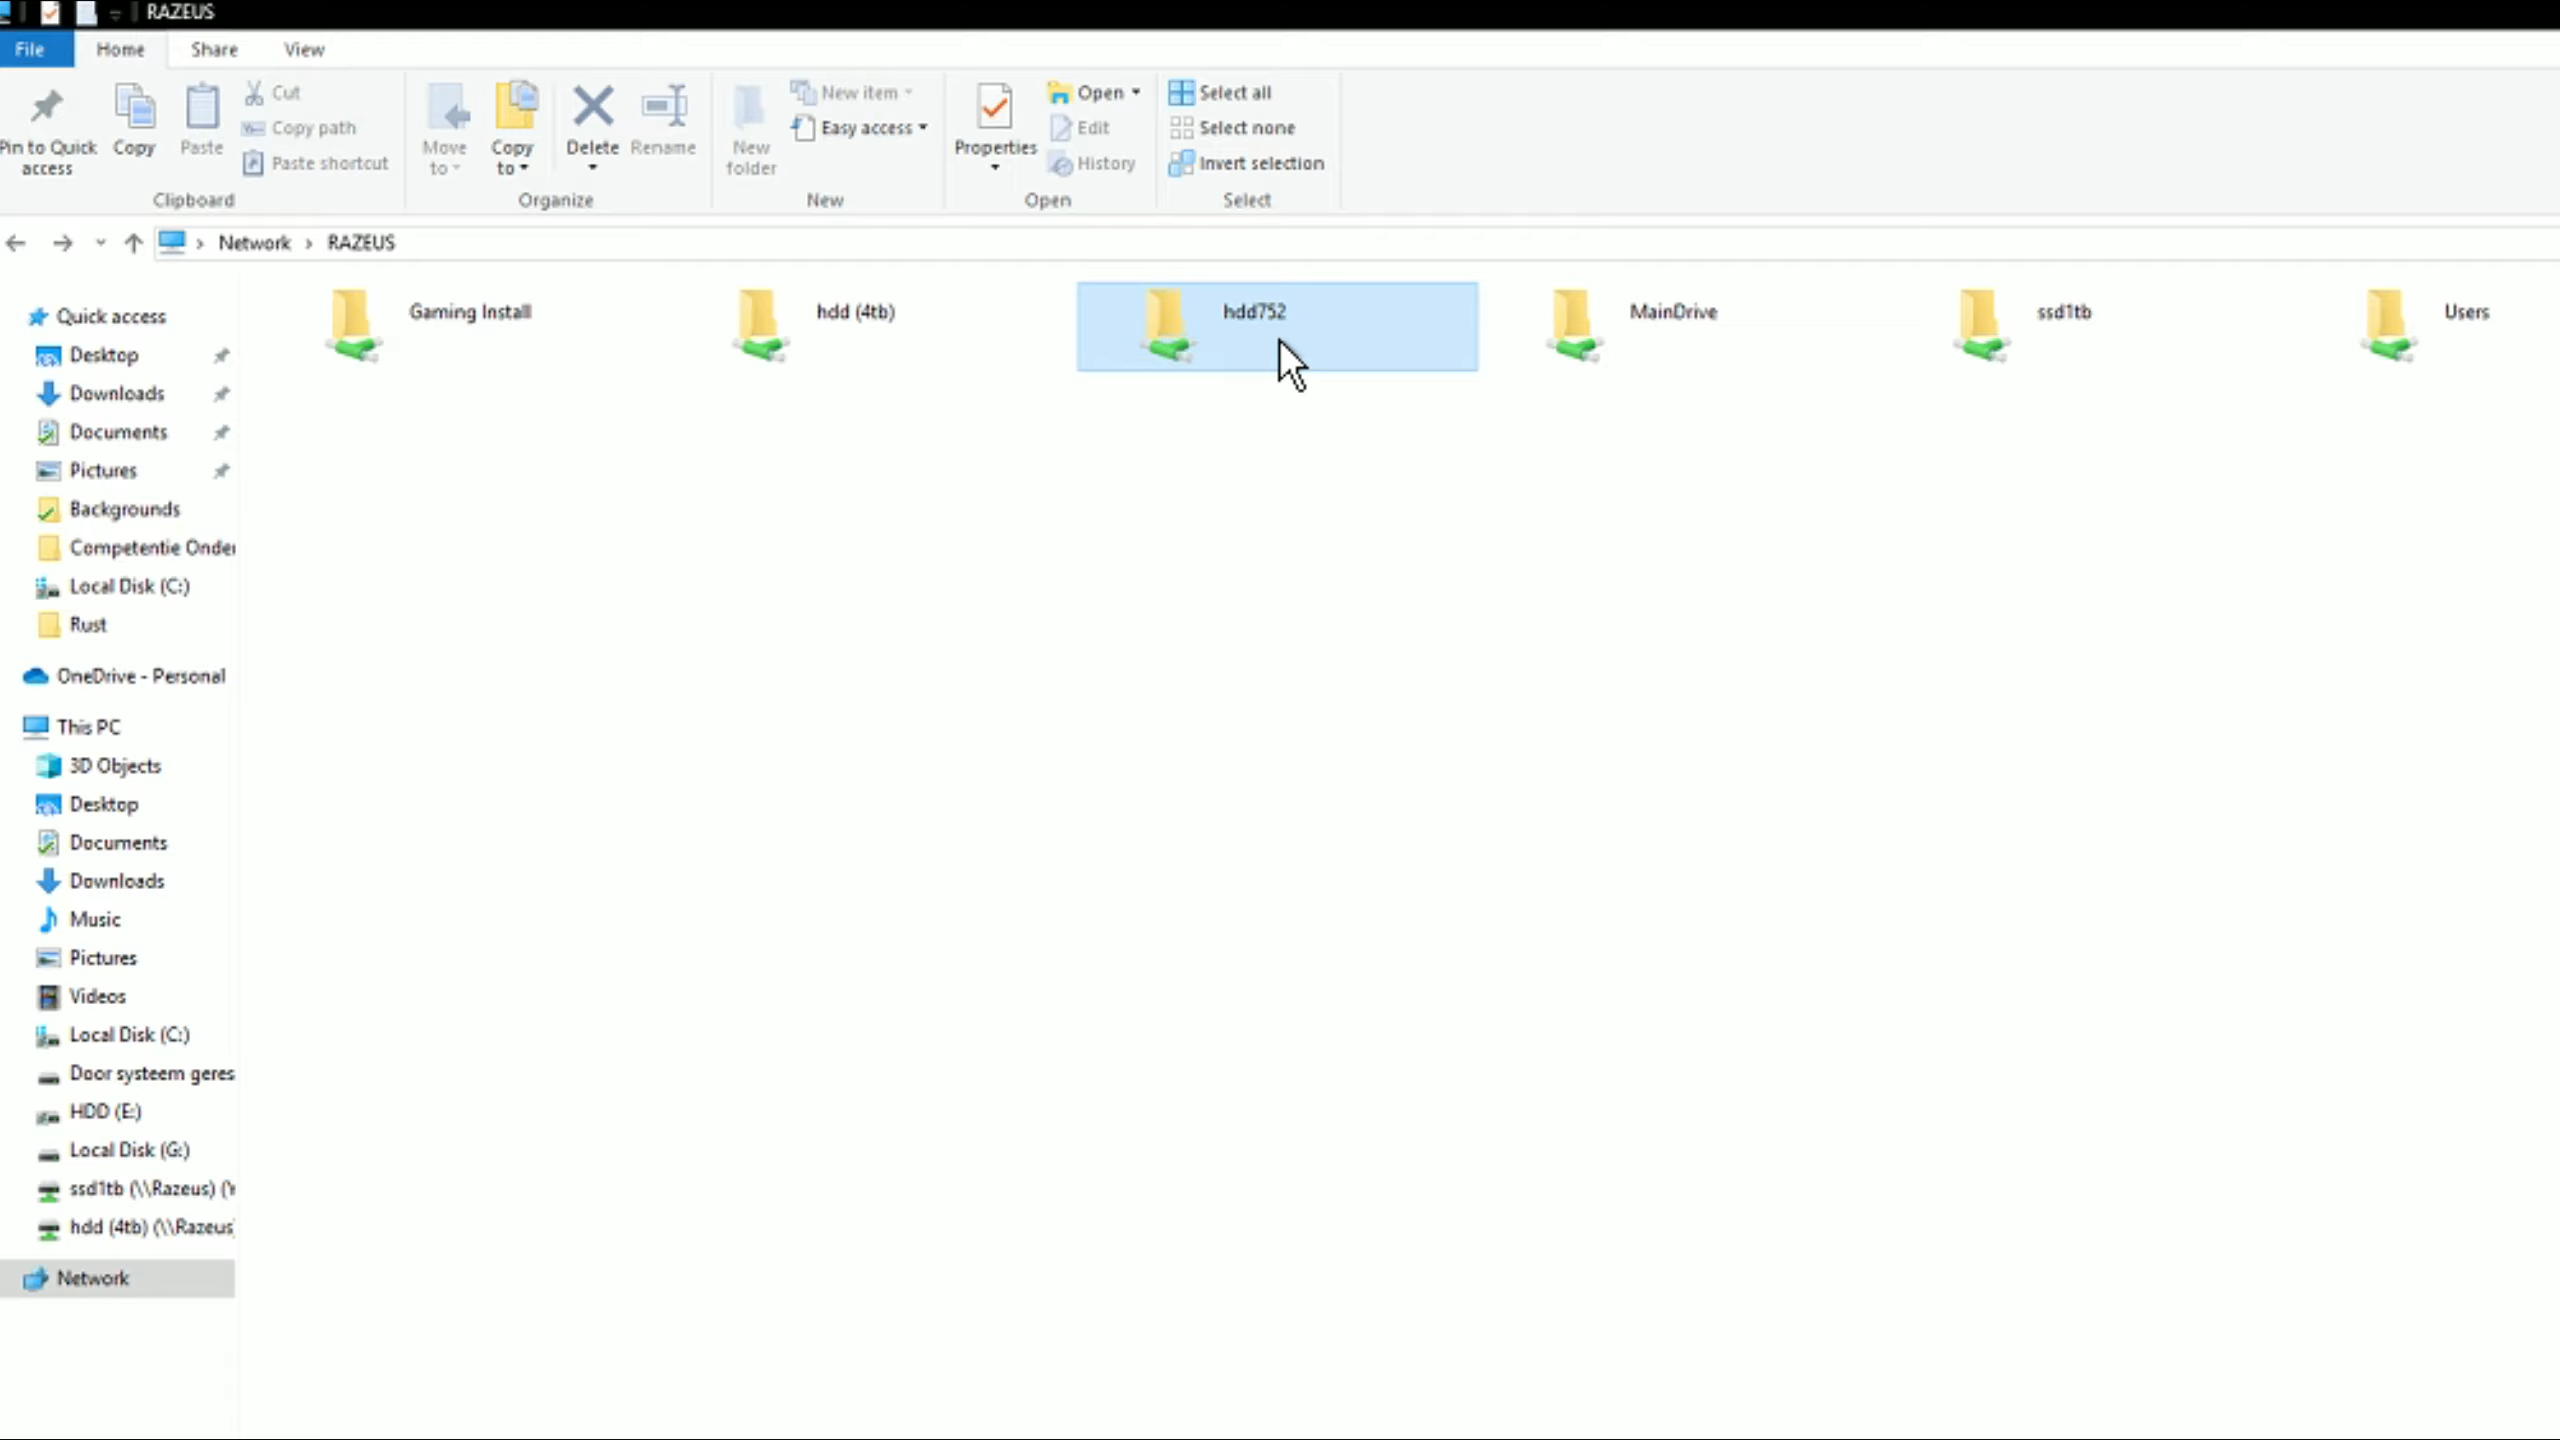 RAZEUS
File Home Share View
Pin to Quick access
Copy
Paste
Cut
Copy path
Paste shortcut
Clipboard
Move to
Copy to
Delete
Rename
Organize
New folder
New item
Easy access
New
Properties
Open
Edit
History
Open
Select all
Select none
Invert selection
Select
Network > RAZEUS
Gaming Install
hdd (4tb)
hdd752
MainDrive
ssd1tb
Users
Quick access
Desktop
Downloads
Documents
Pictures
Backgrounds
Competentie Onde
Local Disk (C:)
Rust
OneDrive - Personal
This PC
3D Objects
Desktop
Documents
Downloads
Music
Pictures
Videos
Local Disk (C:)
Door systeem geres
HDD (E:)
Local Disk (G:)
ssd1tb (\\Razeus) (
hdd (4tb) (\\Razeus
Network